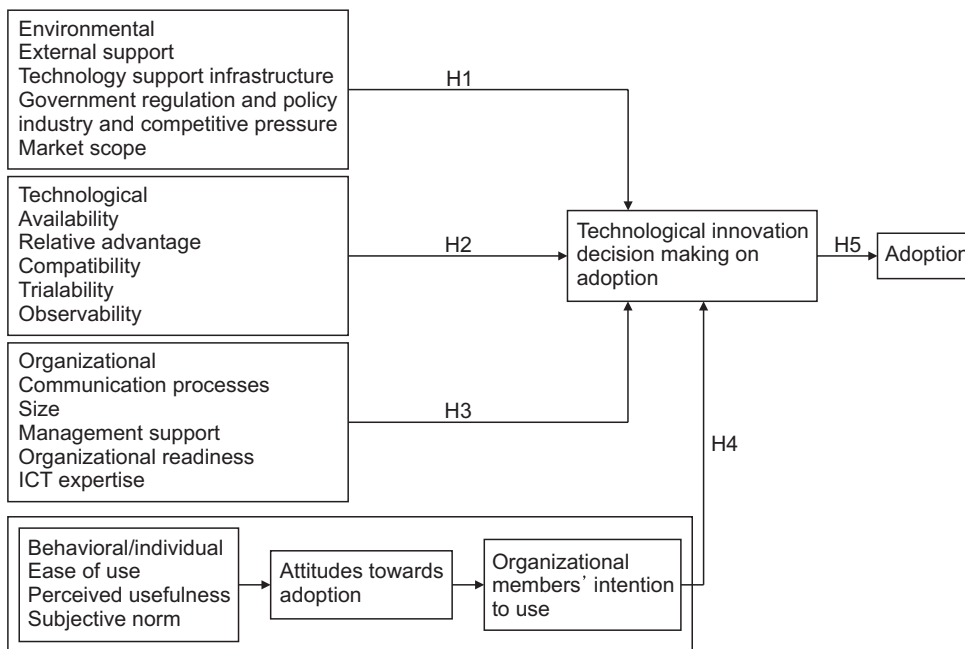 Environmental
External support
Technology support infrastructure
Government regulation and policy
industry and competitive pressure
Market scope
H1
Technological
Availability
Relative advantage
Compatibility
Trialability
Observability
H2
Technological innovation
decision making on
adoption
H5
Adoption
Organizational
Communication processes
Size
Management support
Organizational readiness
ICT expertise
H3
H4
Behavioral/individual
Ease of use
Perceived usefulness
Subjective norm
Attitudes towards
adoption
Organizational
members' intention
to use